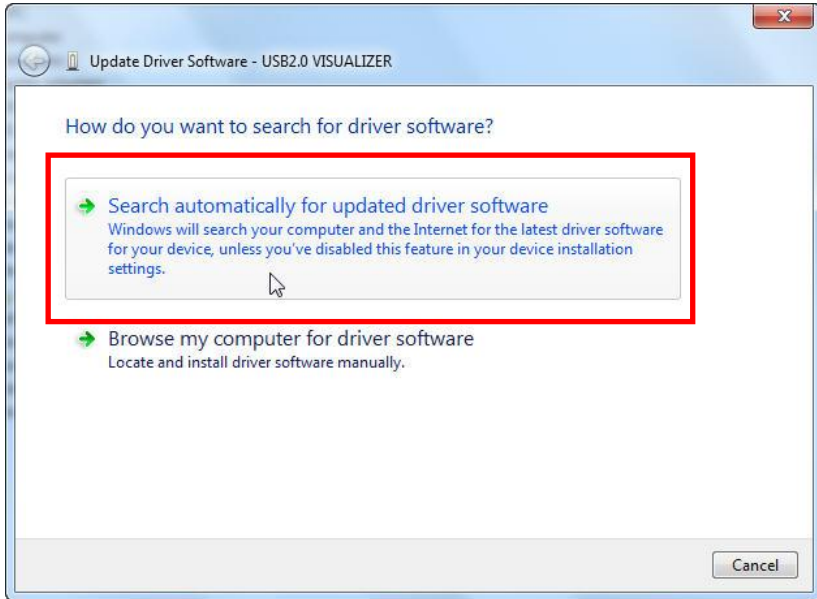 Update Driver Software - USB2.0 VISUALIZER
How do you want to search for driver software?
Search automatically for updated driver software
Windows will search your computer and the Internet for the latest driver software
for your device, unless you've disabled this feature in your device installation
settings.
Browse my computer for driver software
Locate and install driver software manually.
Cancel